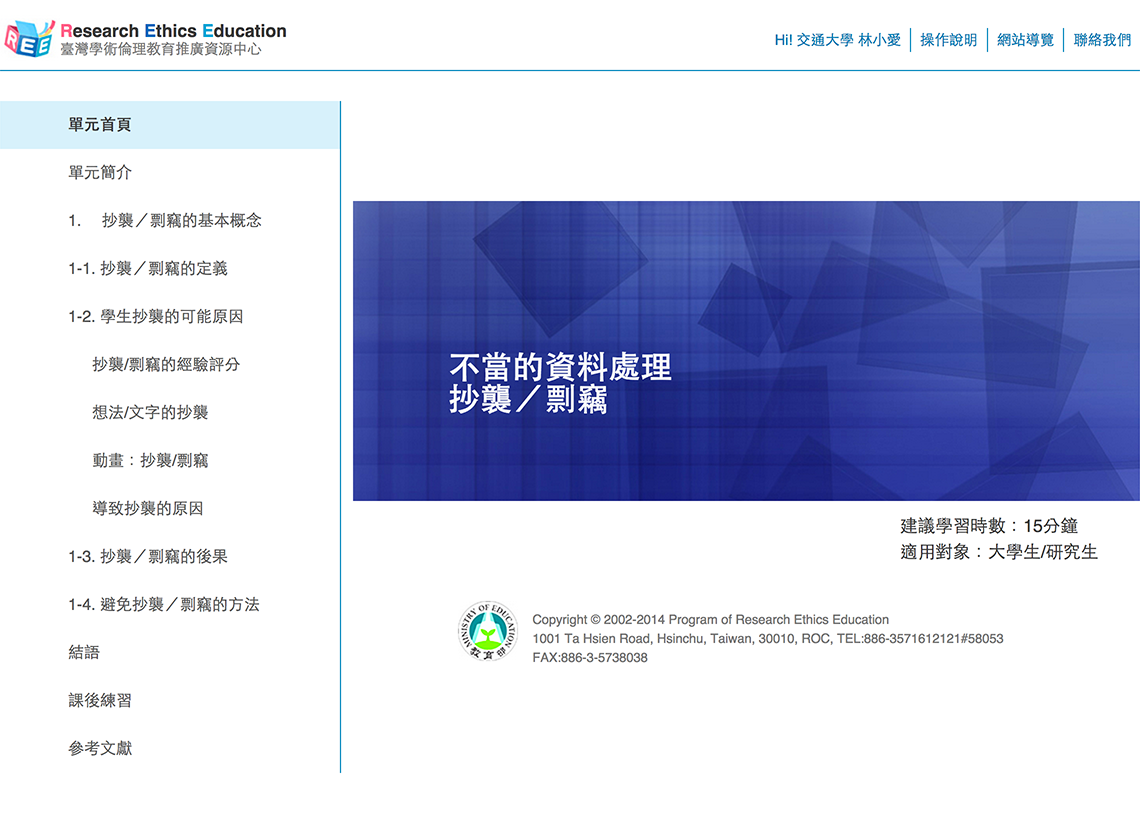 Research Ethics Education
臺灣學術倫理教育推廣資源中心
Hi! 交通大學 林小愛
操作說明
網站導覽
聯絡我們
單元首頁
單元簡介
1. 抄襲／剽竊的基本概念
1-1. 抄襲／剽竊的定義
1-2. 學生抄襲的可能原因
抄襲/剽竊的經驗評分
想法/文字的抄襲
動畫：抄襲/剽竊
導致抄襲的原因
1-3. 抄襲／剽竊的後果
1-4. 避免抄襲／剽竊的方法
結語
課後練習
參考文獻
不當的資料處理
抄襲／剽竊
建議學習時數：15分鐘
適用對象：大學生/研究生
REE
MINISTRY OF EDUCATION
教育部
Copyright © 2002-2014 Program of Research Ethics Education
1001 Ta Hsien Road, Hsinchu, Taiwan, 30010, ROC, TEL:886-3571612121#58053
FAX:886-3-5738038